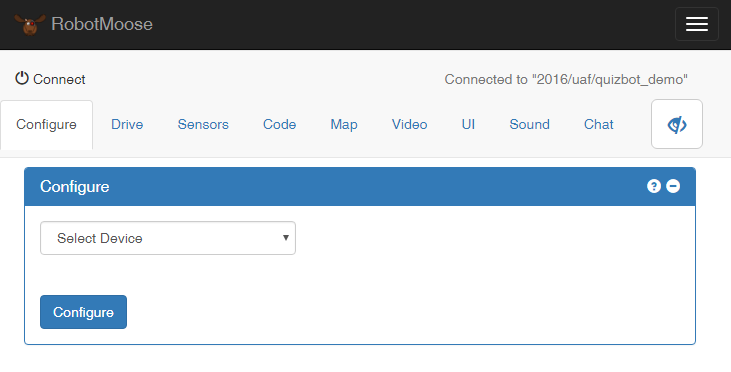 RobotMoose
Connect
Connected to "2016/uaf/quizbot_demo"
Configure Drive Sensors Code Map Video UI Sound Chat
Configure
Select Device
Configure